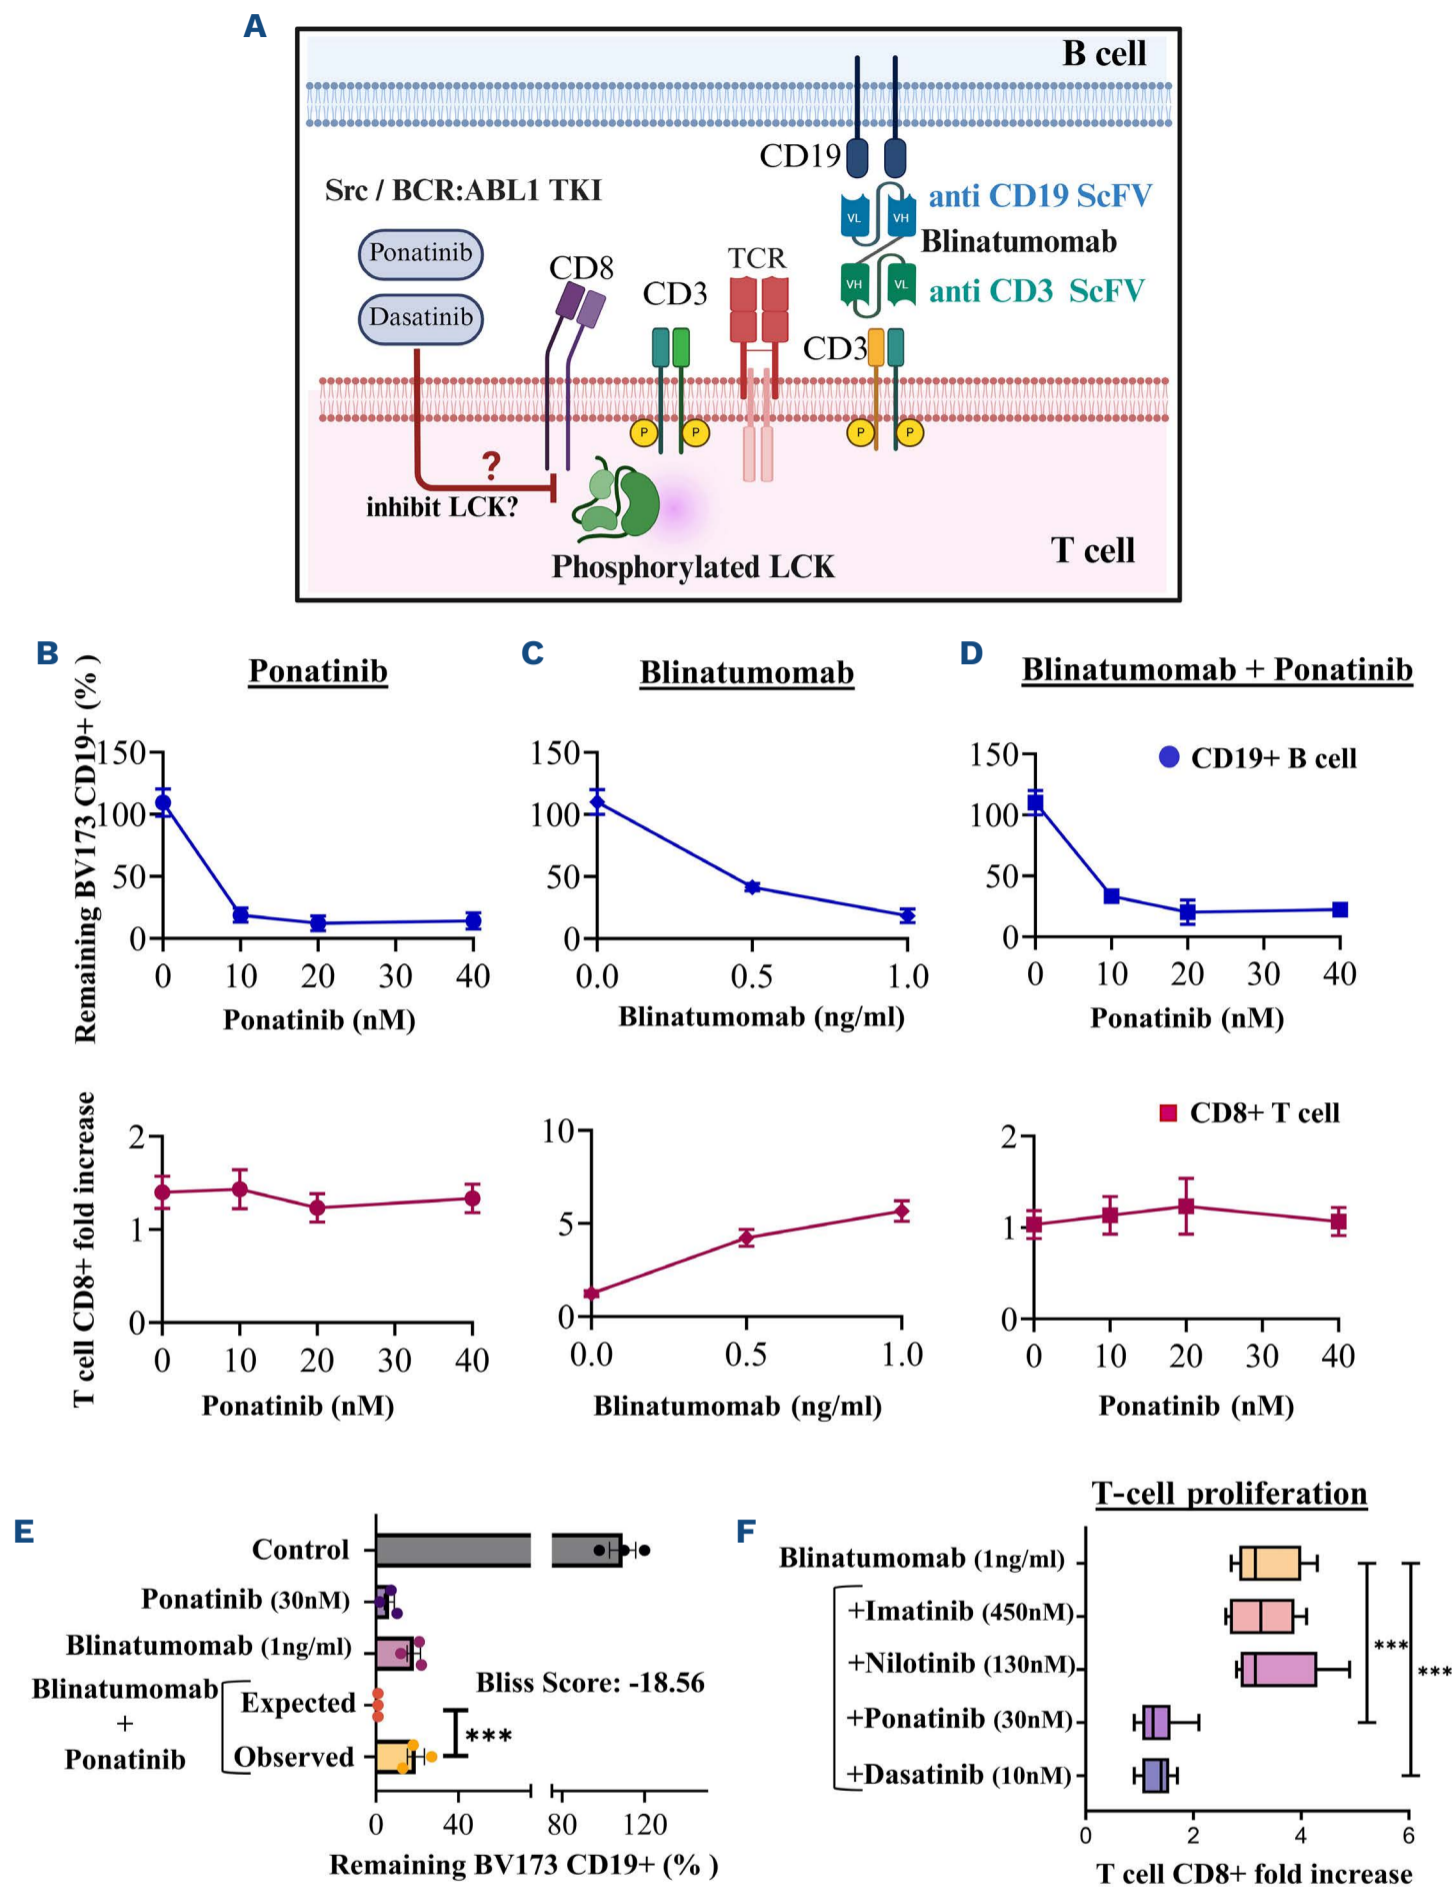 A
B cell
CD19
Src / BCR:ABL1 TKI
anti CD19 ScFV
VL
VH
Blinatumomab
Ponatinib
CD8
TCR
CD3
VH
VL
anti CD3 ScFV
Dasatinib
CD3
P
P
P
P
?
inhibit LCK?
Phosphorylated LCK
T cell
B
Ponatinib
Remaining BV173 CD19+ (% )
150
100
50
0
0
10
20
30
40
Ponatinib (nM)
C
Blinatumomab
150
100
50
0
0.0
0.5
1.0
Blinatumomab (ng/ml)
D
Blinatumomab + Ponatinib
CD19+ B cell
150
100
50
0
0
10
20
30
40
Ponatinib (nM)
T cell CD8+ fold increase
2
1
0
0
10
20
30
40
Ponatinib (nM)
10
5
0
0.0
0.5
1.0
Blinatumomab (ng/ml)
CD8+ T cell
2
1
0
0
10
20
30
40
Ponatinib (nM)
E
Control
Ponatinib (30nM)
Blinatumomab (1ng/ml)
Blinatumomab
+
Ponatinib
Expected
Observed
Bliss Score: -18.56
***
0
40
80
120
Remaining BV173 CD19+ (% )
F
T-cell proliferation
Blinatumomab (1ng/ml)
+Imatinib (450nM)
+Nilotinib (130nM)
+Ponatinib (30nM)
+Dasatinib (10nM)
***
***
0
2
4
6
T cell CD8+ fold increase